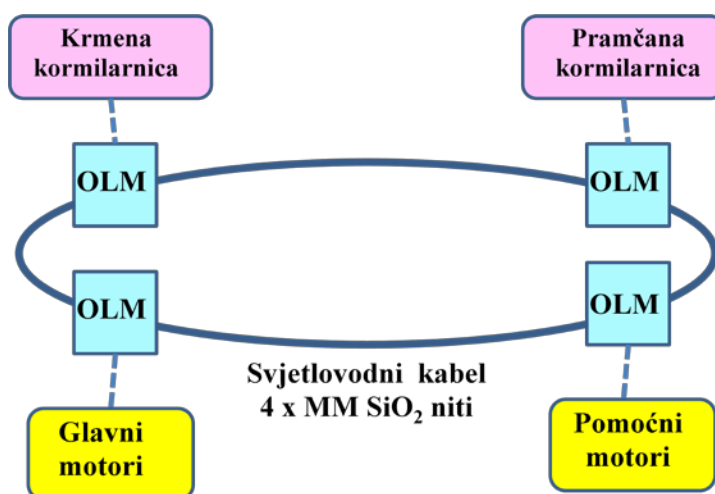 Krmena
kormilarnica
Pramčana
kormilarnica
OLM
OLM
OLM
OLM
Svjetlovodni kabel
4 x MM SiO₂ niti
Glavni
motori
Pomoćni
motori